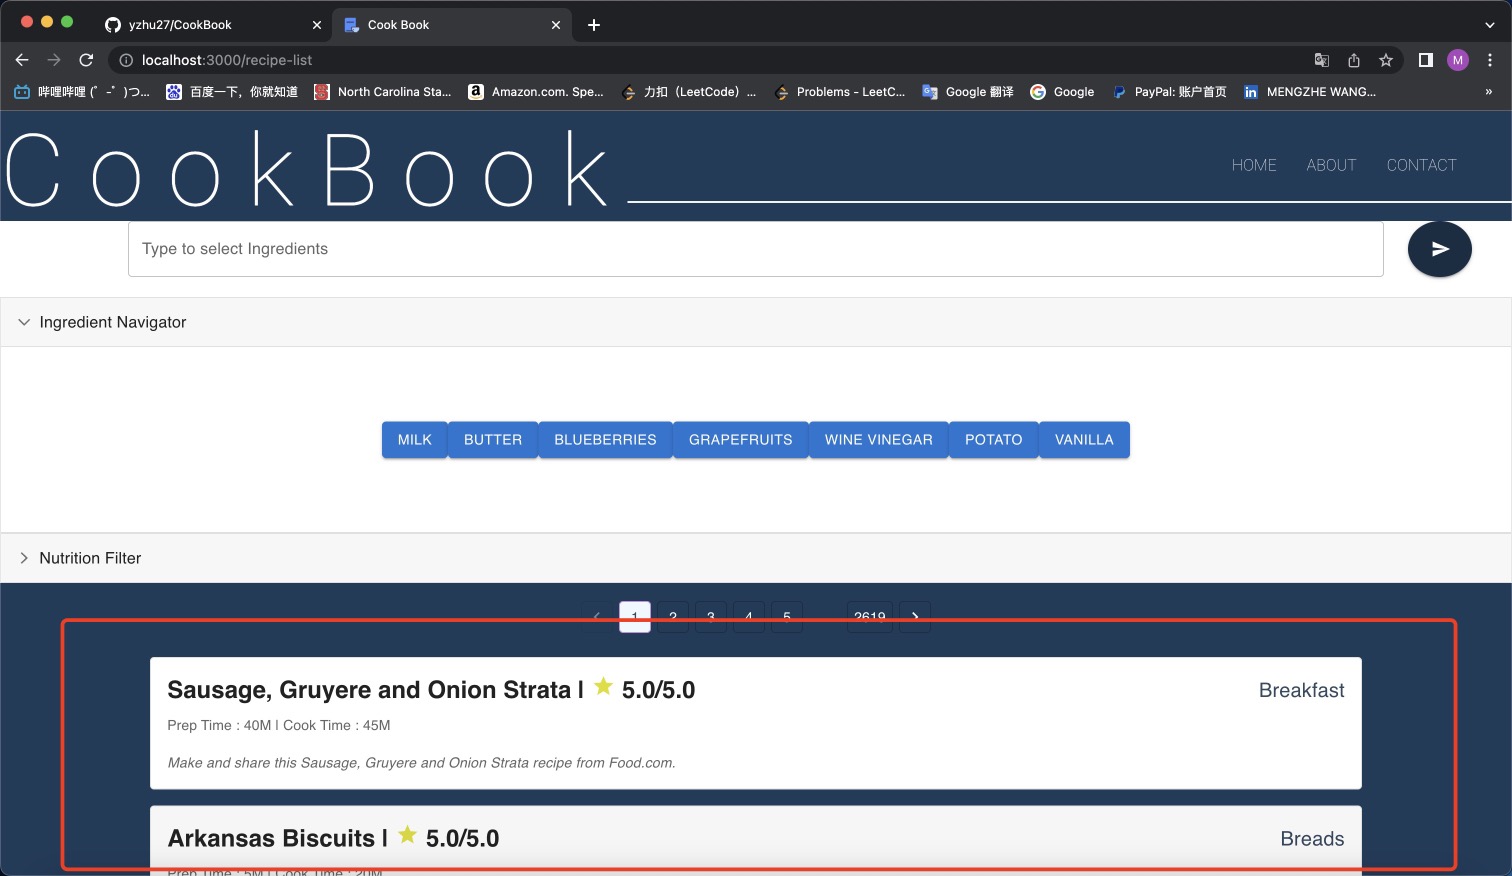 yzhu27/CookBook
Cook Book
localhost:3000/recipe-list
M
哔哩哔哩 (゜-゜)つ... 百度一下，你就知道 North Carolina Sta... Amazon.com. Spe... 力扣（LeetCode）... Problems - LeetC... Google 翻译 Google PayPal: 账户首页 MENGZHE WANG... »
CookBook
HOME ABOUT CONTACT
Type to select Ingredients
Ingredient Navigator
MILK BUTTER BLUEBERRIES GRAPEFRUITS WINE VINEGAR POTATO VANILLA
Nutrition Filter
1 2 3 4 5 2619
Sausage, Gruyere and Onion Strata | 5.0/5.0 Breakfast
Prep Time : 40M | Cook Time : 45M
Make and share this Sausage, Gruyere and Onion Strata recipe from Food.com.
Arkansas Biscuits | 5.0/5.0 Breads
Prep Time : 5M | Cook Time : 20M